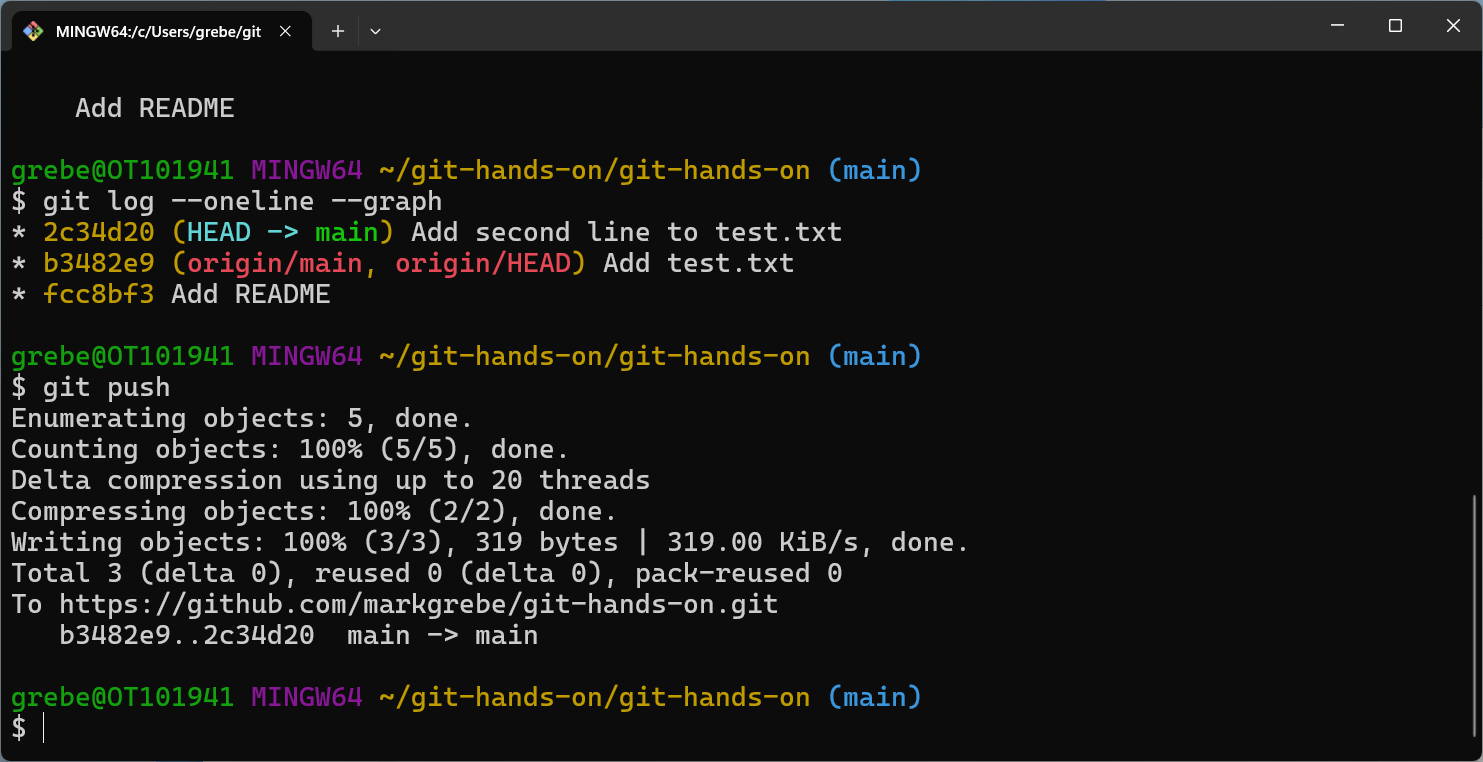 MINGW64:/c/Users/grebe/git
Add README
grebe@OT101941 MINGW64 ~/git-hands-on/git-hands-on (main)
$ git log --oneline --graph
* 2c34d20 (HEAD -> main) Add second line to test.txt
* b3482e9 (origin/main, origin/HEAD) Add test.txt
* fcc8bf3 Add README
grebe@OT101941 MINGW64 ~/git-hands-on/git-hands-on (main)
$ git push
Enumerating objects: 5, done.
Counting objects: 100% (5/5), done.
Delta compression using up to 20 threads
Compressing objects: 100% (2/2), done.
Writing objects: 100% (3/3), 319 bytes | 319.00 KiB/s, done.
Total 3 (delta 0), reused 0 (delta 0), pack-reused 0
To https://github.com/markgrebe/git-hands-on.git
   b3482e9..2c34d20  main -> main
grebe@OT101941 MINGW64 ~/git-hands-on/git-hands-on (main)
$